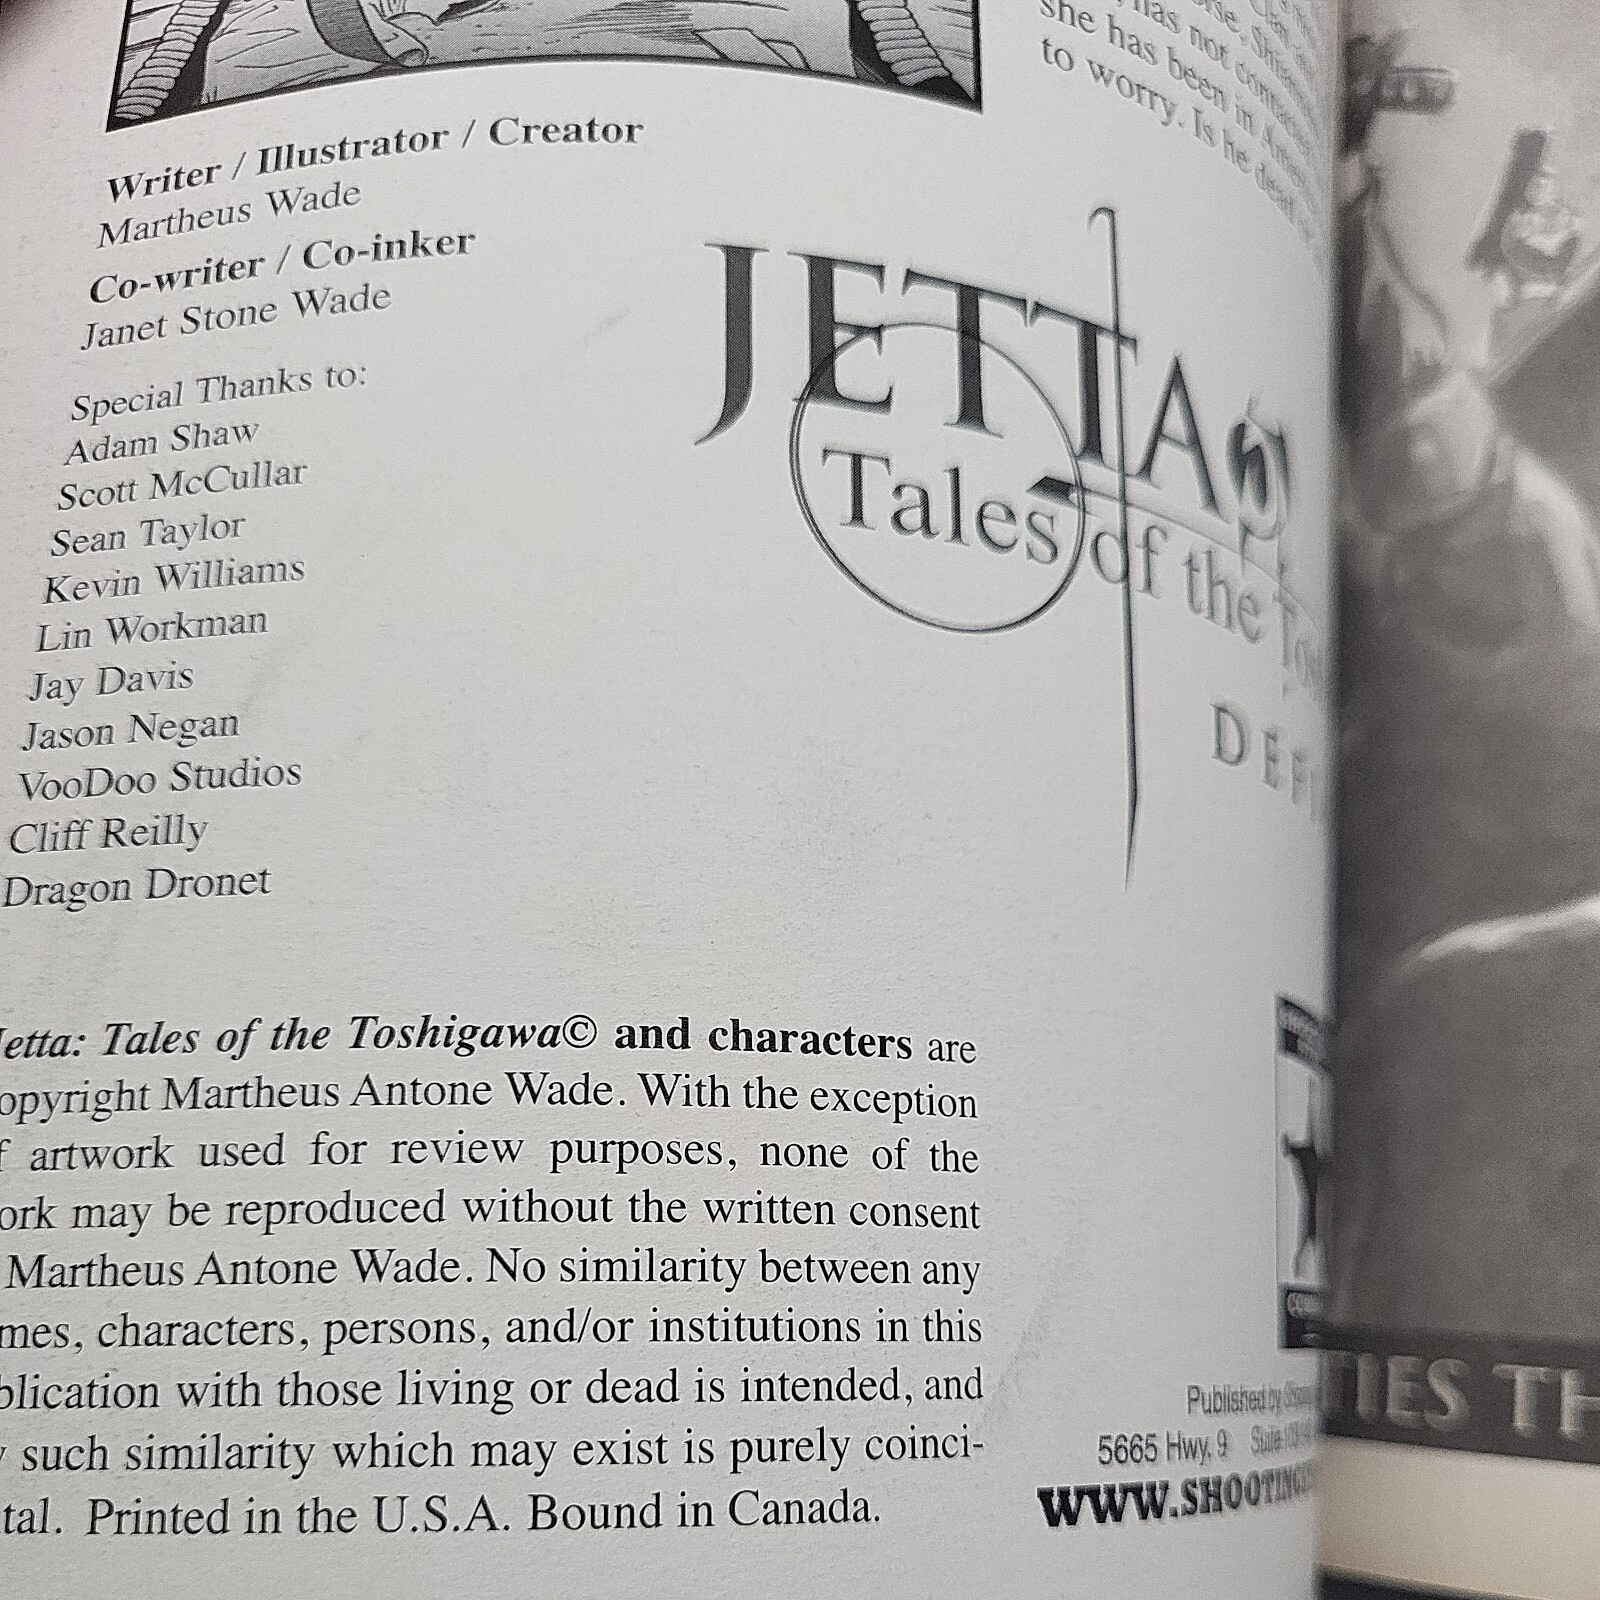 she has been in
to worry. Is he
Writer / Illustrator / Creator
Martheus Wade
Co-writer / Co-inker
Janet Stone Wade
Special Thanks to:
Adam Shaw
Scott McCullar
Sean Taylor
Kevin Williams
Lin Workman
Jay Davis
Jason Negan
VooDoo Studios
Cliff Reilly
Dragon Dronet
JETTA
Tales of the
Jetta: Tales of the Toshigawa© and characters are
opyright Martheus Antone Wade. With the exception
f artwork used for review purposes, none of the
ork may be reproduced without the written consent
Martheus Antone Wade. No similarity between any
mes, characters, persons, and/or institutions in this
blication with those living or dead is intended, and
y such similarity which may exist is purely coinci-
tal. Printed in the U.S.A. Bound in Canada.
Published by
5665 Hwy. 9 Suite
WWW.SHOOTING
TIES TH